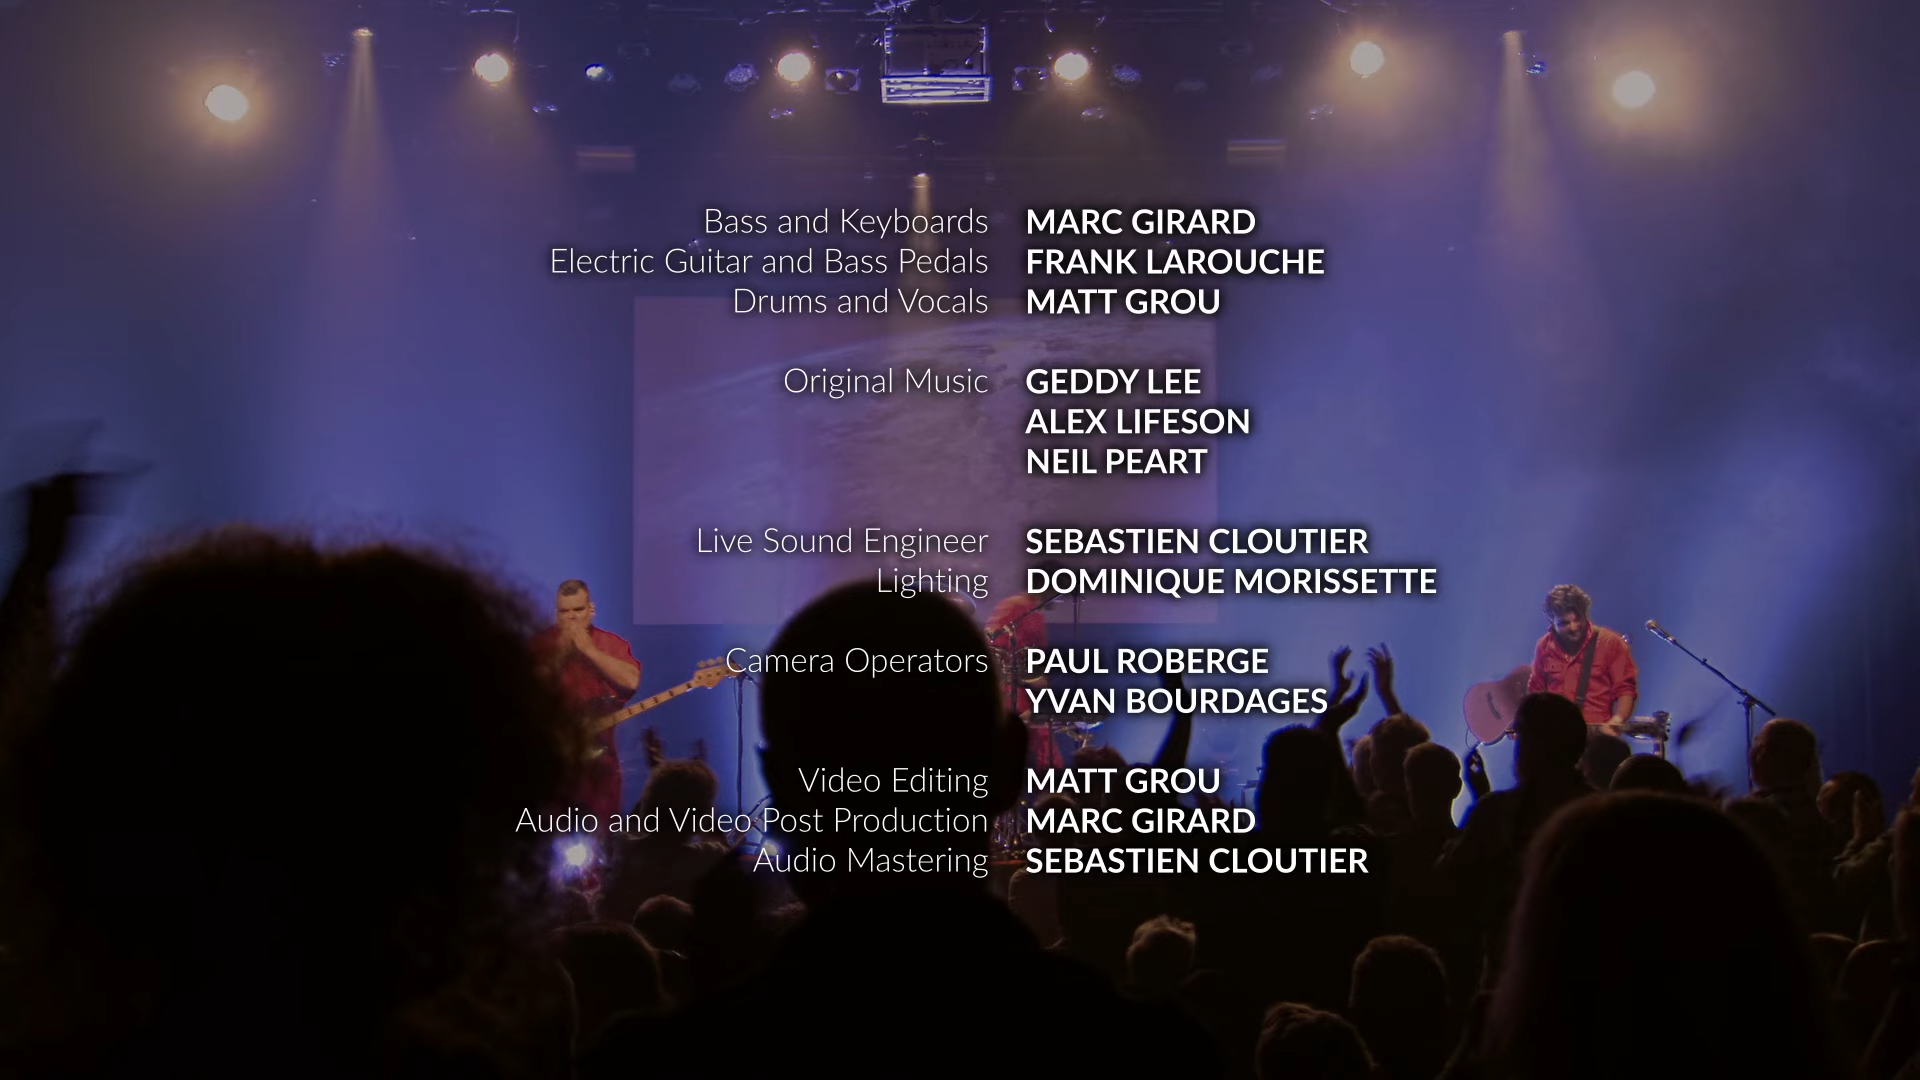 Bass and Keyboards MARC GIRARD
Electric Guitar and Bass Pedals FRANK LAROUCHE
Drums and Vocals MATT GROU
Original Music GEDDY LEE
ALEX LIFESON
NEIL PEART
Live Sound Engineer SEBASTIEN CLOUTIER
Lighting DOMINIQUE MORISSETTE
Camera Operators PAUL ROBERGE
YVAN BOURDAGES
Video Editing MATT GROU
Audio and Video Post Production MARC GIRARD
Audio Mastering SEBASTIEN CLOUTIER